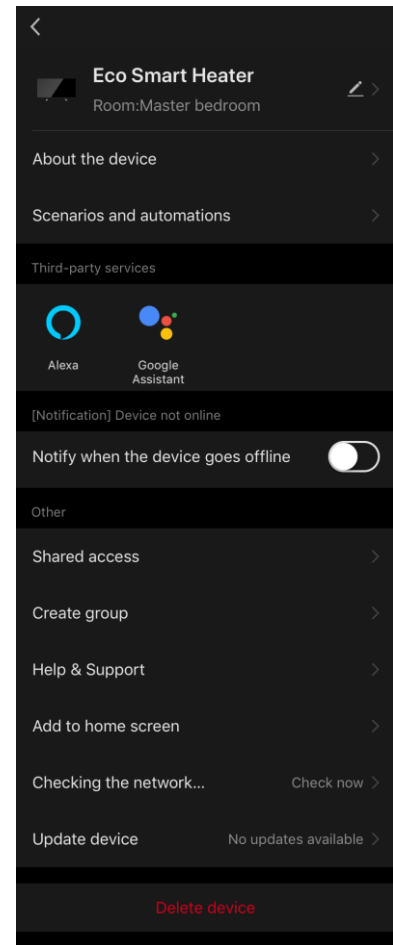 Eco Smart Heater
Room:Master bedroom
About the device
Scenarios and automations
Third-party services
Alexa
Google
Assistant
[Notification] Device not online
Notify when the device goes offline
Other
Shared access
Create group
Help & Support
Add to home screen
Checking the network... Check now
Update device No updates available
Delete device